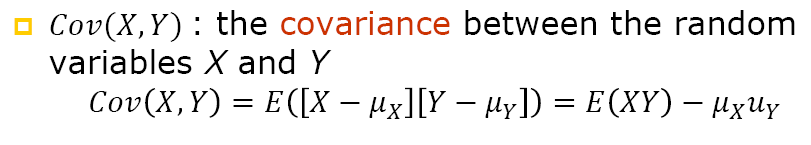 Cov(X,Y) : the covariance between the random
variables X and Y
Cov(X,Y) = E([X − μ_X][Y − μ_Y]) = E(XY) − μ_X u_Y